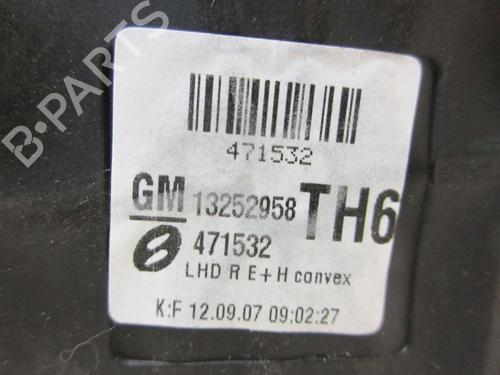 B-PARTS
471532
GM 13252958 TH6
471532
LHD R E+H convex
K:F 12.09.07 09:02:27